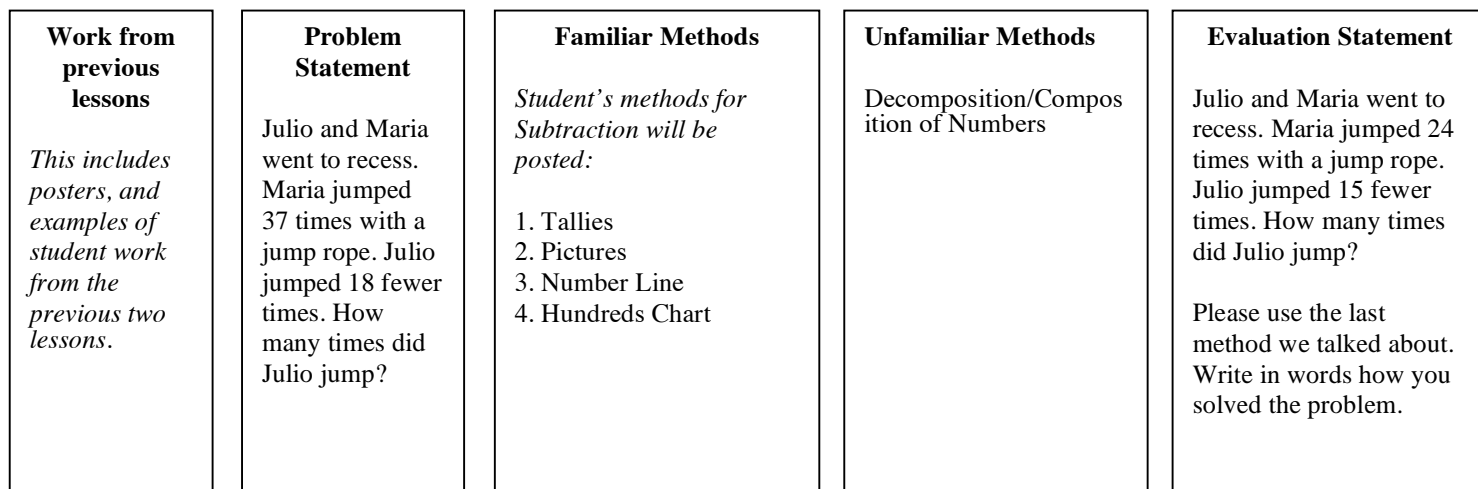 Work from
previous
lessons
This includes
posters, and
examples of
student work
from the
previous two
lessons.
Problem
Statement
Julio and Maria
went to recess.
Maria jumped
37 times with a
jump rope. Julio
jumped 18 fewer
times. How
many times did
Julio jump?
Familiar Methods
Student’s methods for
Subtraction will be
posted:
1. Tallies
2. Pictures
3. Number Line
4. Hundreds Chart
Unfamiliar Methods
Decomposition/Compos
ition of Numbers
Evaluation Statement
Julio and Maria went to
recess. Maria jumped 24
times with a jump rope.
Julio jumped 15 fewer
times. How many times
did Julio jump?
Please use the last
method we talked about.
Write in words how you
solved the problem.